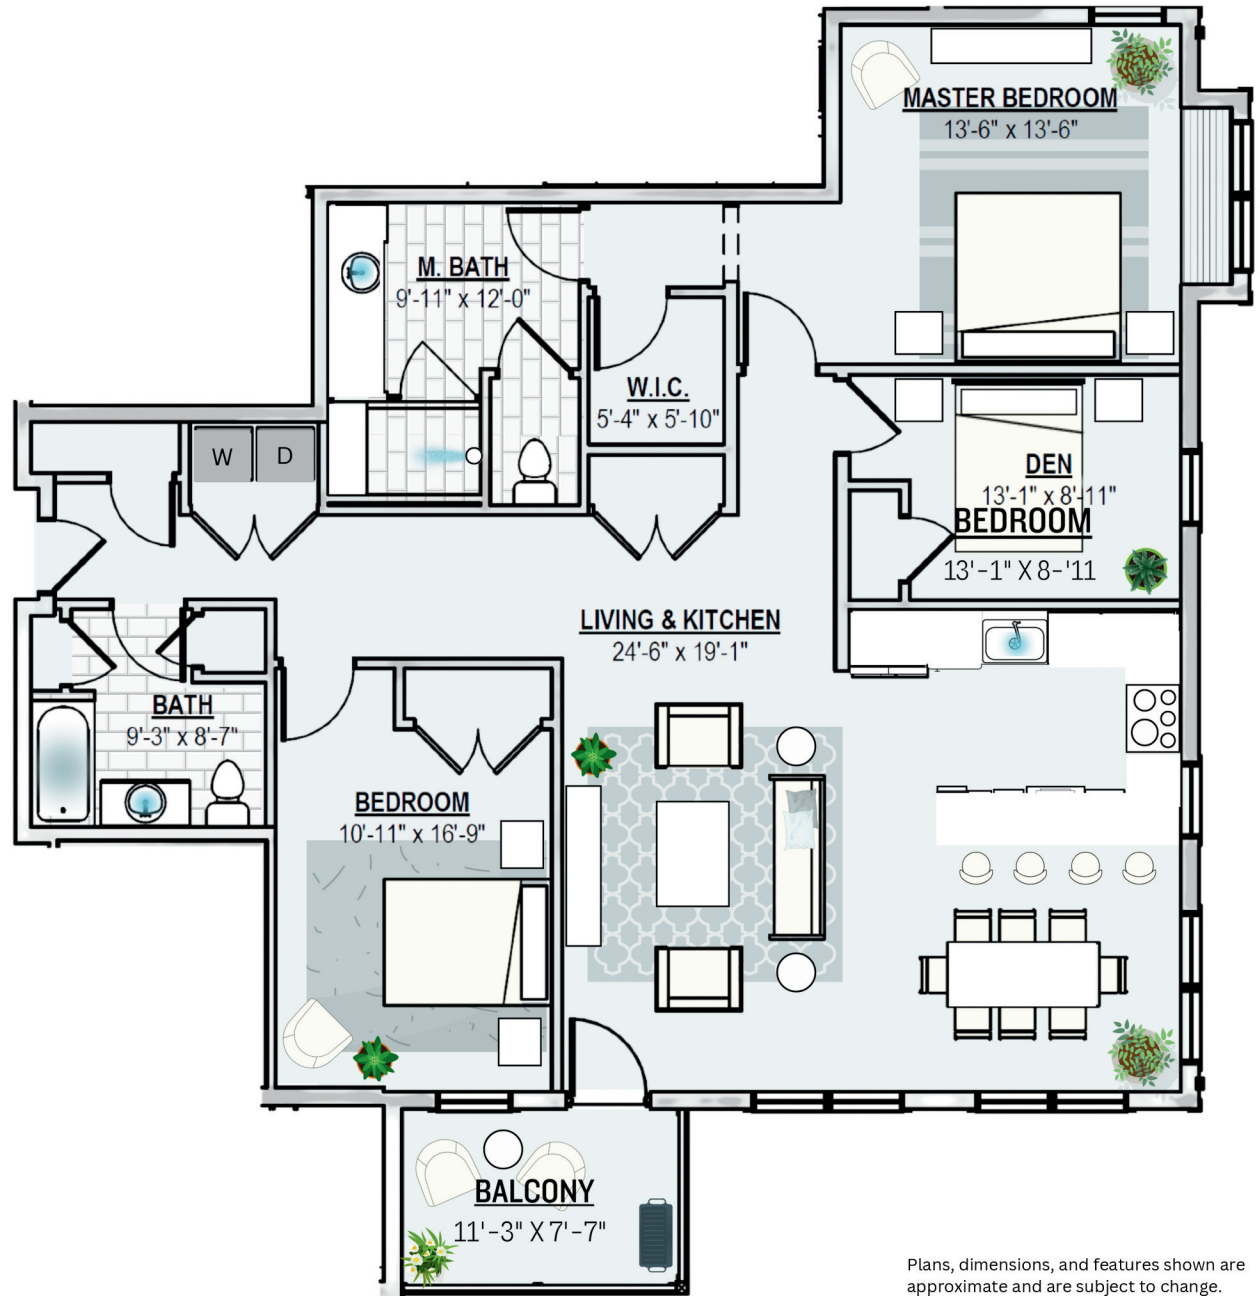 MASTER BEDROOM
13'-6" x 13'-6"
M. BATH
9'-11" x 12'-0"
W.I.C.
5'-4" x 5'-10"
W
D
DEN
13'-1" x 8'-11"
BEDROOM
13'-1" X 8-'11
LIVING & KITCHEN
24'-6" x 19'-1"
BATH
9'-3" x 8'-7"
BEDROOM
10'-11" x 16'-9"
BALCONY
11'-3" X 7'-7"
Plans, dimensions, and features shown are
approximate and are subject to change.